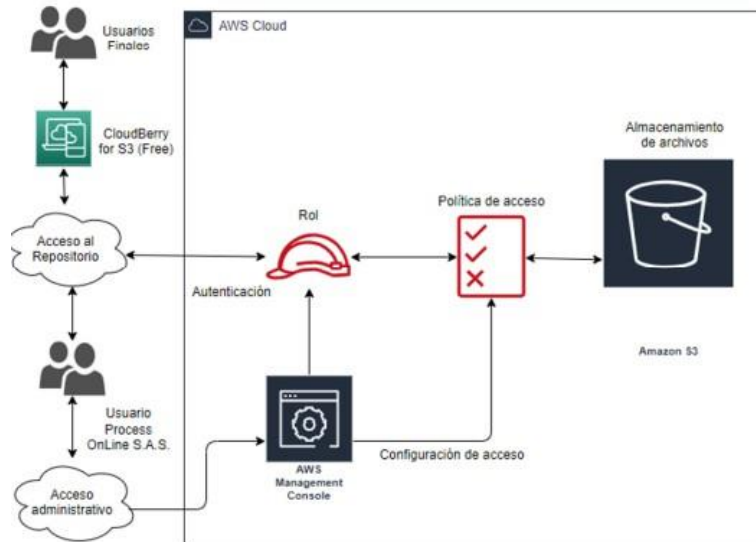 Usuarios
Finales
AWS Cloud
CloudBerry
for S3 (Free)
Almacenamiento
de archivos
Rol
Política de acceso
Acceso al
Repositorio
Autenticación
Amazon S3
Usuario
Process
OnLine S.A.S.
Configuración de acceso
AWS
Management
Console
Acceso
administrativo